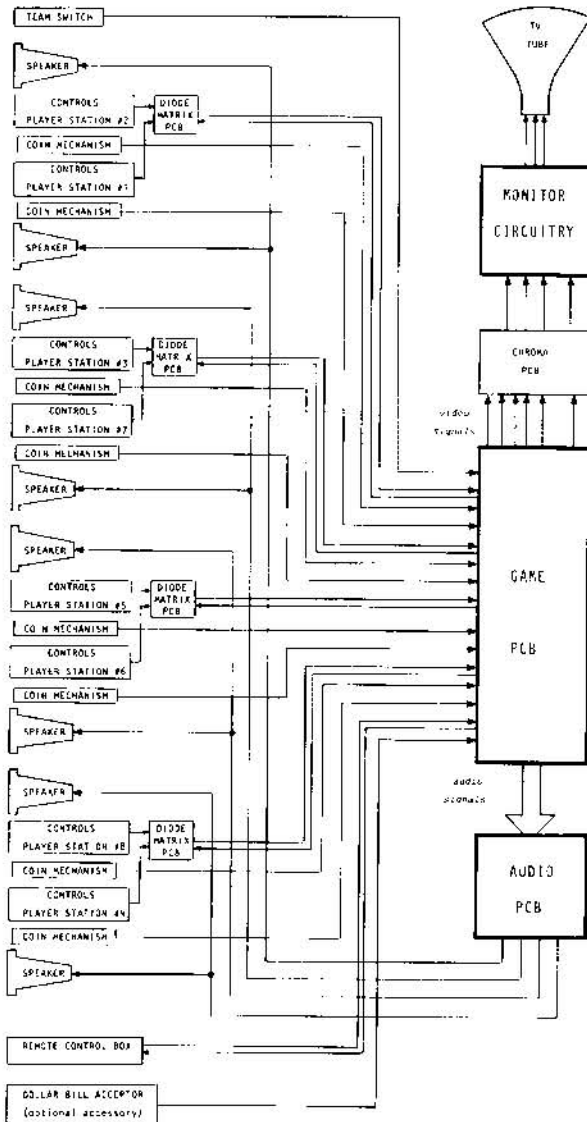 TEAM SWITCH
SPEAKER
CONTROLS
PLAYER STATION #2
DIODE
MATRIX
PCB
COIN MECHANISM
CONTROLS
PLAYER STATION #1
COIN MECHANISM
SPEAKER
SPEAKER
CONTROLS
PLAYER STATION #3
DIODE
MATRIX
PCB
COIN MECHANISM
CONTROLS
PLAYER STATION #7
COIN MECHANISM
SPEAKER
SPEAKER
CONTROLS
PLAYER STATION #5
DIODE
MATRIX
PCB
COIN MECHANISM
CONTROLS
PLAYER STATION #6
COIN MECHANISM
SPEAKER
SPEAKER
CONTROLS
PLAYER STATION #8
DIODE
MATRIX
PCB
COIN MECHANISM
CONTROLS
PLAYER STATION #4
COIN MECHANISM
SPEAKER
REMOTE CONTROL BOX
DOLLAR BILL ACCEPTOR
(optional accessory)
TV
TUBE
MONITOR
CIRCUITRY
CHROMA
PCB
video
signals
GAME
PCB
audio
signals
AUDIO
PCB